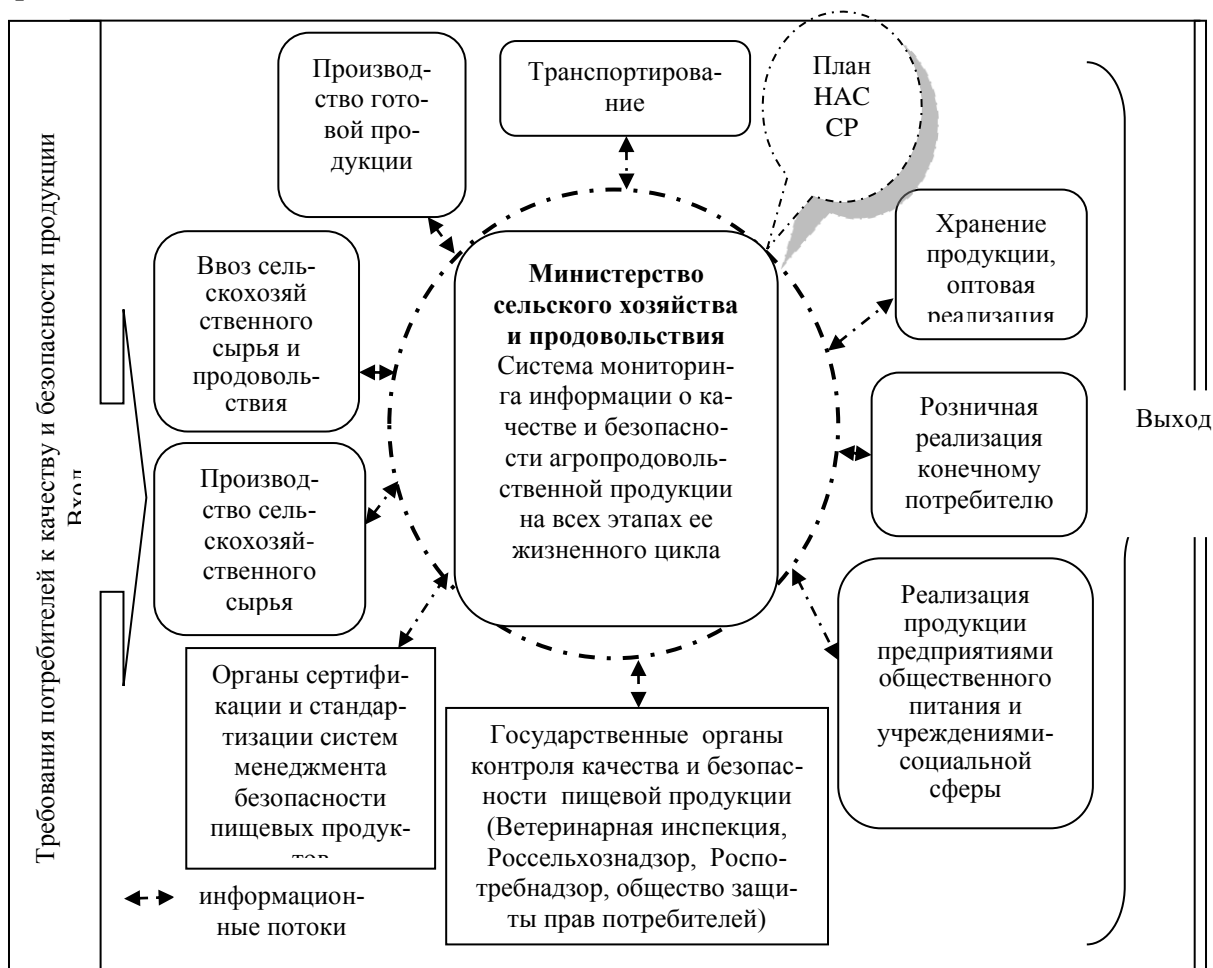 Требования потребителей к качеству и безопасности продукции
Вход
Производ-
ство гото-
вой про-
дукции
Транспортирова-
ние
План
НАС
СР
Ввоз сель-
скохозяй
ственного
сырья и
продоволь-
ствия
Министерство
сельского хозяйства
и продовольствия
Система мониторин-
га информации о ка-
честве и безопасно-
сти агропродоволь-
ственной продукции
на всех этапах ее
жизненного цикла
Хранение
продукции,
оптовая
реализация
Розничная
реализация
конечному
потребителю
Выход
Производ-
ство сель-
скохозяй-
ственного
сырья
Реализация
продукции
предприятиями
общественного
питания и
учреждениями-
социальной
сферы
Органы сертифи-
кации и стандар-
тизации систем
менеджмента
безопасности
пищевых продук-
тов
Государственные органы
контроля качества и безопас-
ности пищевой продукции
(Ветеринарная инспекция,
Россельхознадзор, Роспо-
требнадзор, общество защи-
ты прав потребителей)
информацион-
ные потоки